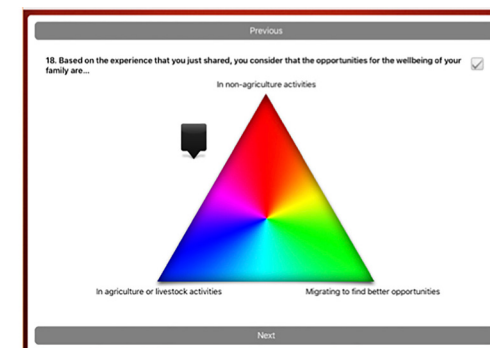 Previous
18. Based on the experience that you just shared, you consider that the opportunities for the wellbeing of your
family are...
In non-agriculture activities
In agriculture or livestock activities
Migrating to find better opportunities
Next